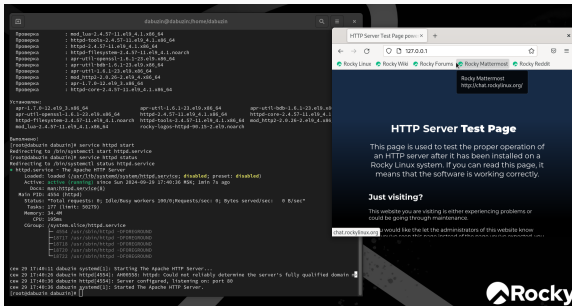 dabuzin@dabuzin:/home/dabuzin
Проверка : mod_lua-2.4.57-11.el9_4.1.x86_64
Проверка : httpd-tools-2.4.57-11.el9_4.1.x86_64
Проверка : httpd-2.4.57-11.el9_4.1.x86_64
Проверка : httpd-filesystem-2.4.57-11.el9_4.1.noarch
Проверка : apr-util-openssl-1.6.1-23.el9.x86_64
Проверка : apr-util-bdb-1.6.1-23.el9.x86_64
Проверка : apr-util-1.6.1-23.el9.x86_64
Проверка : mod_http2-2.0.26-2.el9_4.x86_64
Проверка : apr-1.7.0-12.el9_3.x86_64
Проверка : httpd-core-2.4.57-11.el9_4.1.x86_64
Установлен:
apr-1.7.0-12.el9_3.x86_64 apr-util-1.6.1-23.el9.x86_64 apr-util-bdb-1.6.1-23.el9.x8
apr-util-openssl-1.6.1-23.el9.x86_64 httpd-2.4.57-11.el9_4.1.x86_64 httpd-core-2.4.57-11.el9_4.1
httpd-filesystem-2.4.57-11.el9_4.1.noarch httpd-tools-2.4.57-11.el9_4.1.x86_64 mod_http2-2.0.26-2.el9_4.x86
mod_lua-2.4.57-11.el9_4.1.x86_64 rocky-logos-httpd-90.15-2.el9.noarch
Выполнено!
[root@dabuzin dabuzin]# service httpd start
Redirecting to /bin/systemctl start httpd.service
[root@dabuzin dabuzin]# service httpd status
Redirecting to /bin/systemctl status httpd.service
● httpd.service - The Apache HTTP Server
Loaded: loaded (/usr/lib/systemd/system/httpd.service; disabled; preset: disabled)
Active: active (running) since Sun 2024-09-29 17:40:36 MSK; 1min 7s ago
Docs: man:httpd.service(8)
Main PID: 4554 (httpd)
Status: "Total requests: 0; Idle/Busy workers 100/0;Requests/sec: 0; Bytes served/sec: 0 B/sec"
Tasks: 177 (limit: 50279)
Memory: 34.4M
CPU: 195ms
CGroup: /system.slice/httpd.service
/usr/sbin/httpd -DFOREGROUND
/usr/sbin/httpd -DFOREGROUND
/usr/sbin/httpd -DFOREGROUND
/usr/sbin/httpd -DFOREGROUND
/usr/sbin/httpd -DFOREGROUND
сен 29 17:40:11 dabuzin systemd[1]: Starting The Apache HTTP Server...
сен 29 17:40:26 dabuzin httpd[4554]: AH00558: httpd: Could not reliably determine the server's fully qualified domain n
сен 29 17:40:36 dabuzin httpd[4554]: Server configured, listening on: port 80
сен 29 17:40:36 dabuzin systemd[1]: Started The Apache HTTP Server.
[root@dabuzin dabuzin]#
HTTP Server Test Page power
127.0.0.1
Rocky Linux Rocky Wiki Rocky Forums Rocky Mattermost Rocky Reddit
Rocky Mattermost
http://chat.rockylinux.org/
HTTP Server Test Page
This page is used to test the proper operation of
an HTTP server after it has been installed on a
Rocky Linux system. If you can read this page, it
means that the software is working correctly.
Just visiting?
This website you are visiting is either experiencing problems or
could be going through maintenance.
would like the let the administrators of this website know
chat.rockylinux.org
Rocky